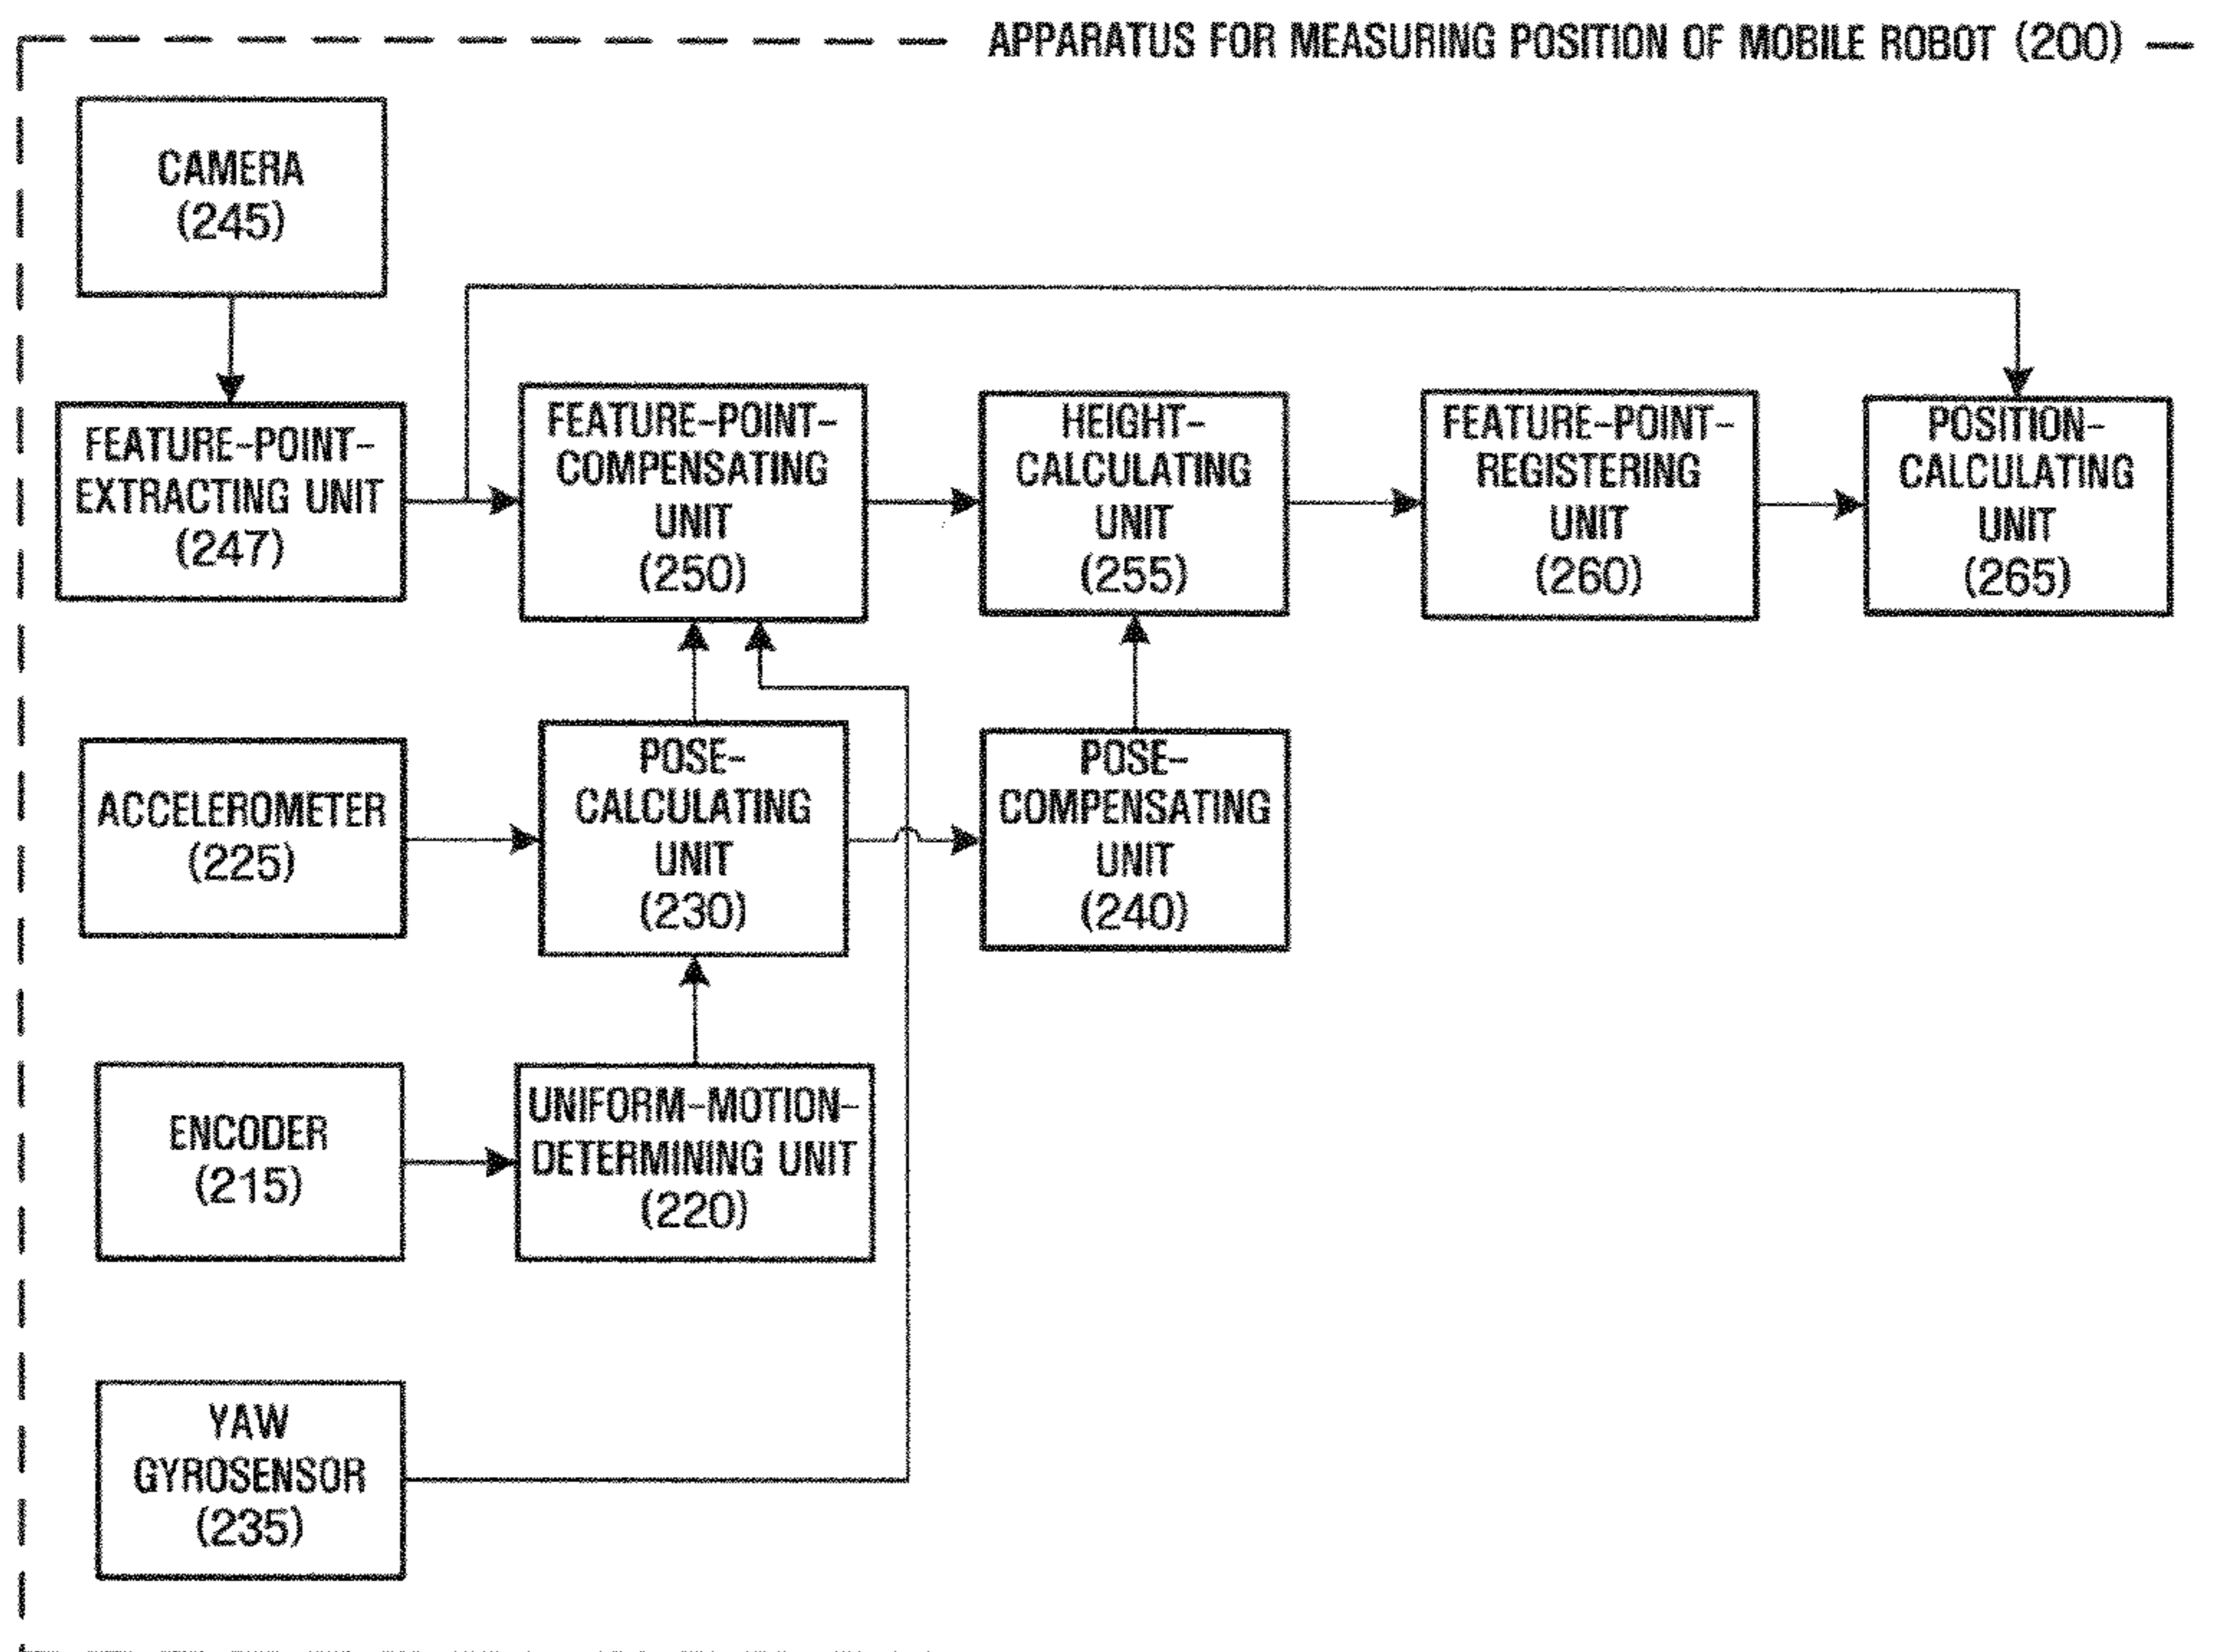 APPARATUS FOR MEASURING POSITION OF MOBILE ROBOT (200)
CAMERA
(245)
FEATURE-POINT-
EXTRACTING UNIT
(247)
FEATURE-POINT-
COMPENSATING
UNIT
(250)
HEIGHT-
CALCULATING
UNIT
(255)
FEATURE-POINT-
REGISTERING
UNIT
(260)
POSITION-
CALCULATING
UNIT
(265)
ACCELEROMETER
(225)
POSE-
CALCULATING
UNIT
(230)
POSE-
COMPENSATING
UNIT
(240)
ENCODER
(215)
UNIFORM-MOTION-
DETERMINING UNIT
(220)
YAW
GYROSENSOR
(235)